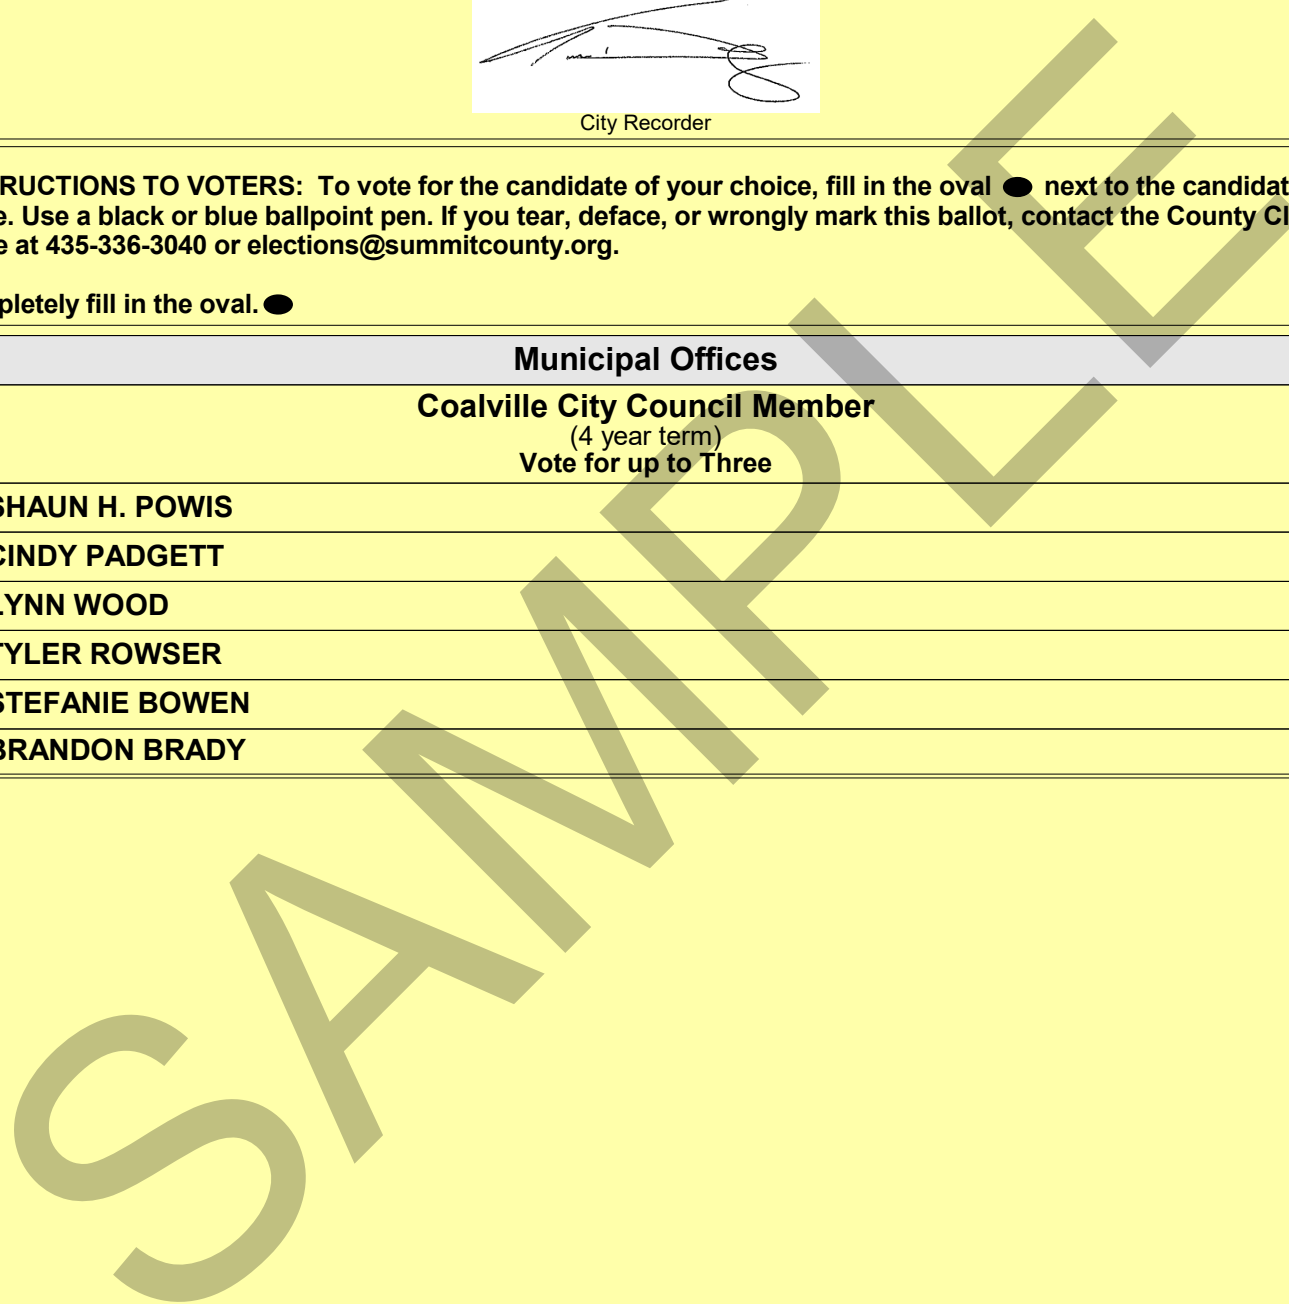 City Recorder
RUCTIONS TO VOTERS: To vote for the candidate of your choice, fill in the oval next to the candidat
e. Use a black or blue ballpoint pen. If you tear, deface, or wrongly mark this ballot, contact the County Cl
e at 435-336-3040 or elections@summitcounty.org.
pletely fill in the oval.
Municipal Offices
Coalville City Council Member
(4 year term)
Vote for up to Three
SHAUN H. POWIS
CINDY PADGETT
LYNN WOOD
TYLER ROWSER
STEFANIE BOWEN
BRANDON BRADY
SAMPLE